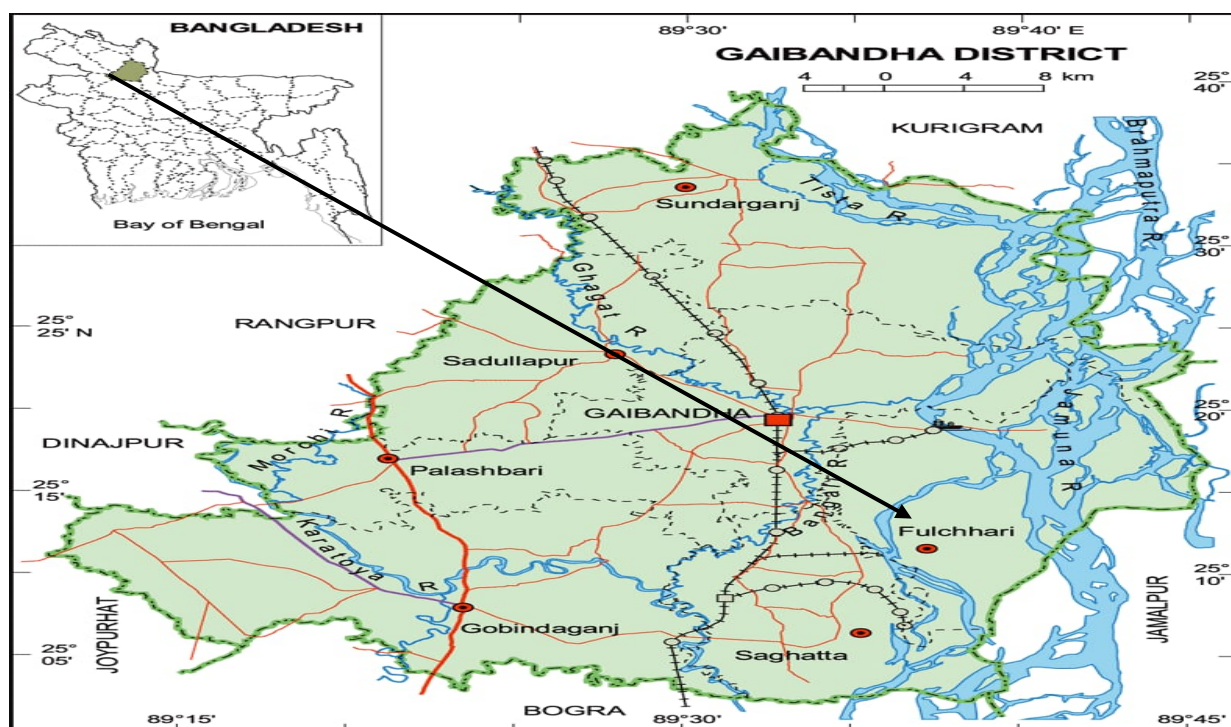 BANGLADESH
Bay of Bengal
89°30'
89°40' E
GAIBANDHA DISTRICT
4 0 4 8 km
25°
40'
KURIGRAM
Brahmaputra R
Tista R
Sundarganj
25°
30'
Ghagat R
25°
25' N
RANGPUR
Sadullapur
GAIBANDHA
Jamuna R
25°
20'
DINAJPUR
Morobi R
Palashbari
25°
15'
Fulchhari
Karatoya R
25°
10'
JOYPURHAT
JAMALPUR
Gobindaganj
25°
05'
Saghatta
BOGRA
89°15'
89°30'
89°45'